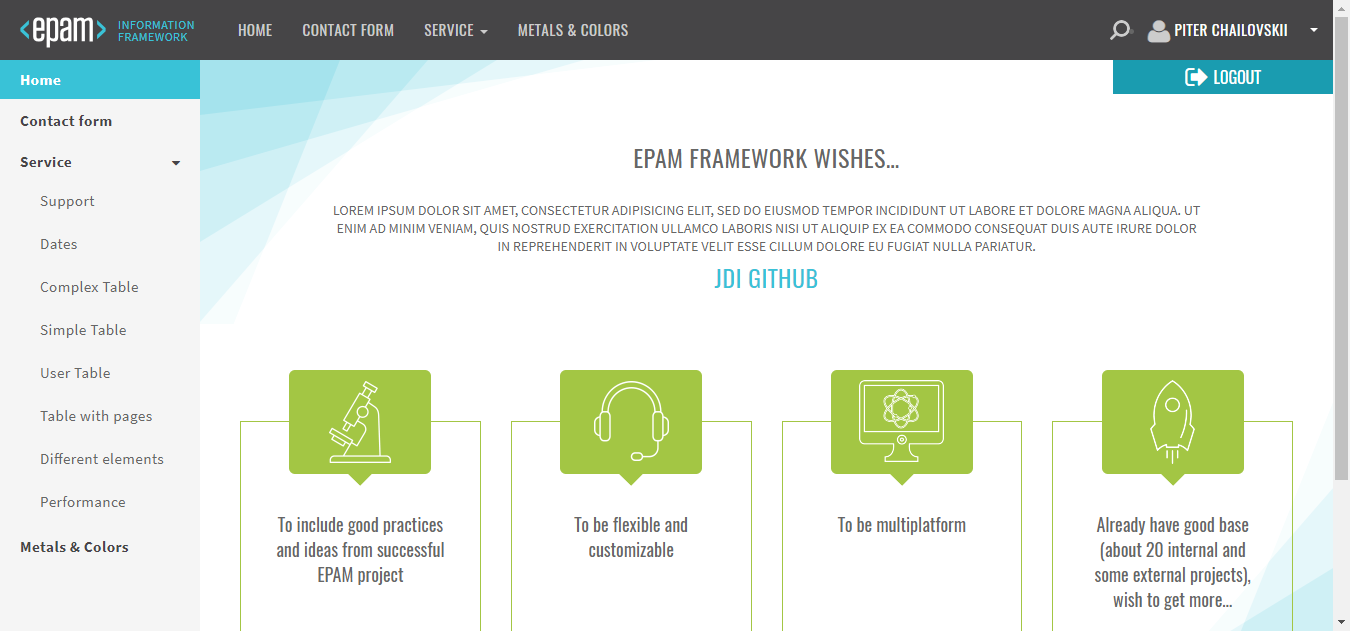 <epam> INFORMATION FRAMEWORK
HOME CONTACT FORM SERVICE METALS & COLORS
PITER CHAILOVSKII
LOGOUT
Home
Contact form
Service
Support
Dates
Complex Table
Simple Table
User Table
Table with pages
Different elements
Performance
Metals & Colors
EPAM FRAMEWORK WISHES...
LOREM IPSUM DOLOR SIT AMET, CONSECTETUR ADIPISICING ELIT, SED DO EIUSMOD TEMPOR INCIDIDUNT UT LABORE ET DOLORE MAGNA ALIQUA. UT
ENIM AD MINIM VENIAM, QUIS NOSTRUD EXERCITATION ULLAMCO LABORIS NISI UT ALIQUIP EX EA COMMODO CONSEQUAT DUIS AUTE IRURE DOLOR
IN REPREHENDERIT IN VOLUPTATE VELIT ESSE CILLUM DOLORE EU FUGIAT NULLA PARIATUR.
JDI GITHUB
To include good practices
and ideas from successful
EPAM project
To be flexible and
customizable
To be multiplatform
Already have good base
(about 20 internal and
some external projects),
wish to get more...